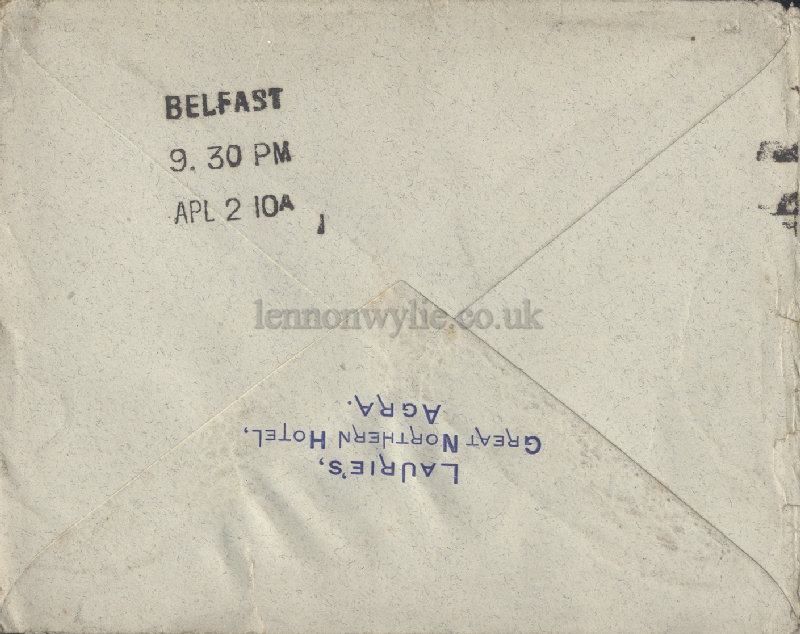 BELFAST
9. 30 PM
APL 2 10A
lennonwylie.co.uk
LAURIE'S,
GREAT NORTHERN HOTEL,
AGRA.